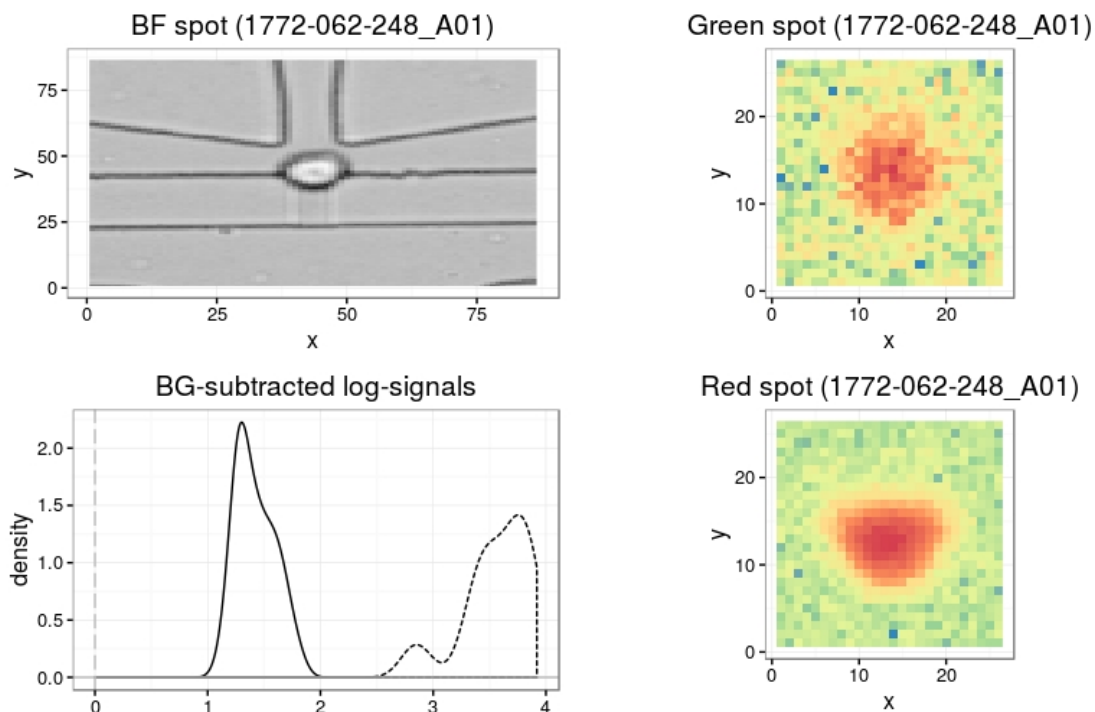 BF spot (1772-062-248_A01)
75
50
25
0
y
0 25 50 75
x
Green spot (1772-062-248_A01)
20
10
0
y
0 10 20
x
BG-subtracted log-signals
2.0
1.5
1.0
0.5
0.0
density
0 1 2 3 4
Red spot (1772-062-248_A01)
20
10
0
y
0 10 20
x